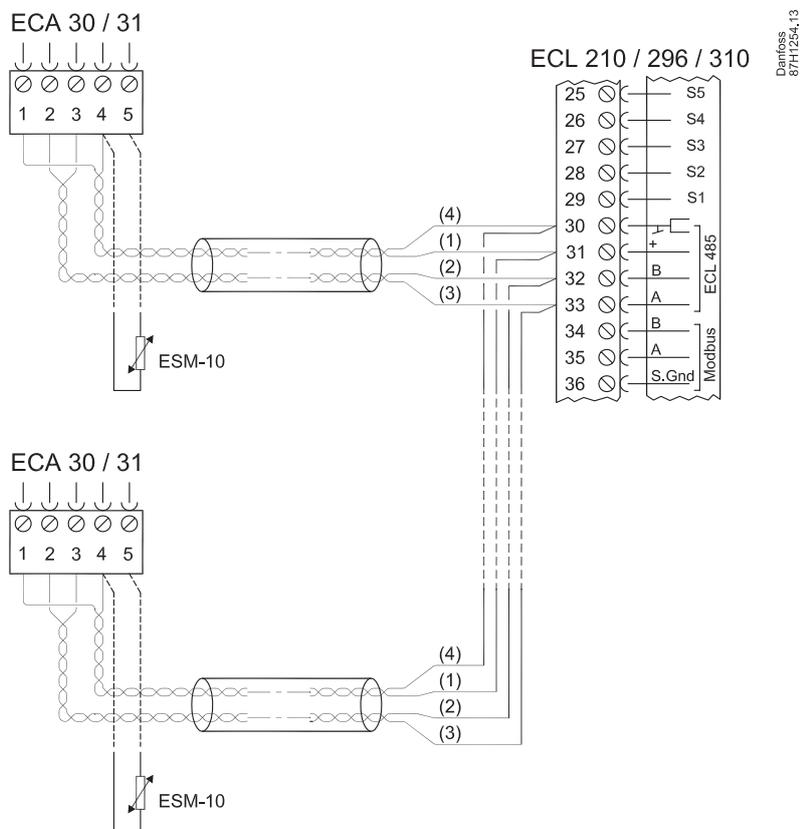 ECA 30 / 31
1 2 3 4 5
ESM-10
(4)
(1)
(2)
(3)
ECL 210 / 296 / 310
25 S5
26 S4
27 S3
28 S2
29 S1
30
31 +
32 B
33 A
ECL 485
34 B
35 A
36 S.Gnd
Modbus
Danfoss
87H1254.13
ECA 30 / 31
1 2 3 4 5
ESM-10
(4)
(1)
(2)
(3)